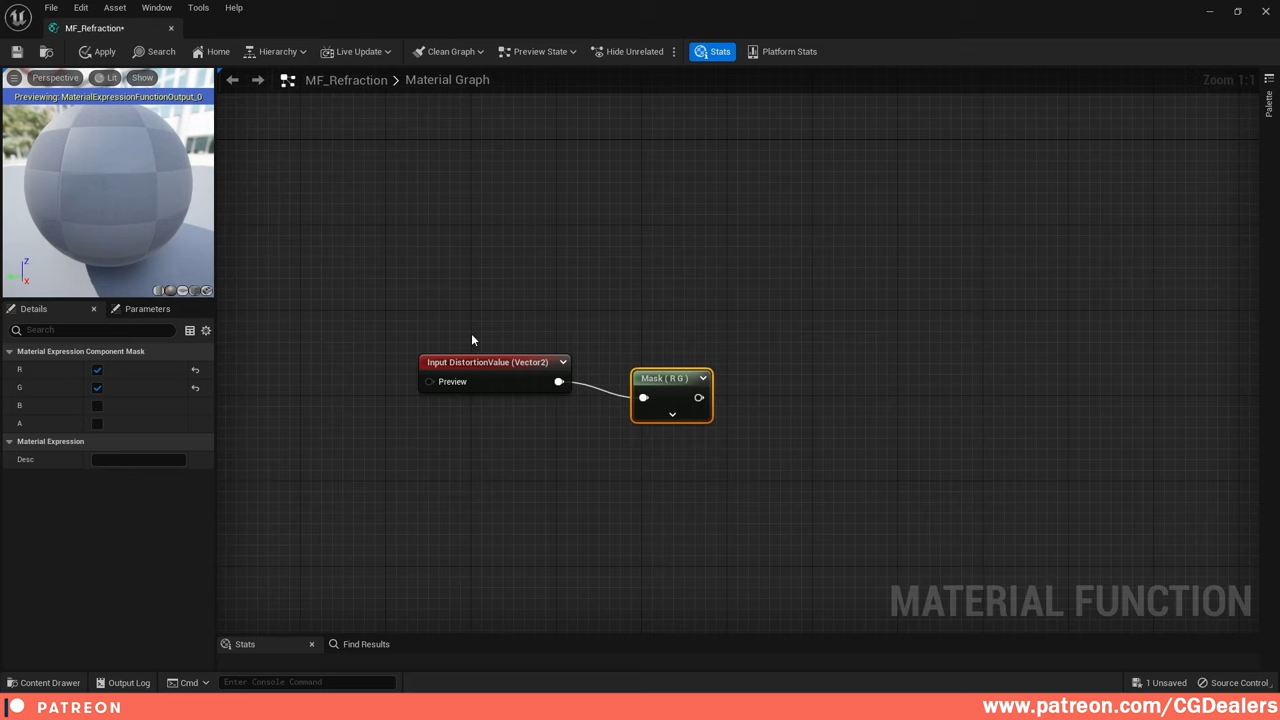 File Edit Asset Window Tools Help
MF_Refraction•
Apply Search Home Hierarchy Live Update Clean Graph Preview State Hide Unrelated Stats Platform Stats
Perspective Lit Show
MF_Refraction > Material Graph
Zoom 1:1
Palette
Previewing: MaterialExpressionFunctionOutput_0
Z
X
Details Parameters
Search
Material Expression Component Mask
R
G
B
A
Material Expression
Desc
Input DistortionValue (Vector2)
Preview
Mask ( R G )
MATERIAL FUNCTION
Stats Find Results
Content Drawer Output Log Cmd Enter Console Command 1 Unsaved Source Control
PATREON
www.patreon.com/CGDealers